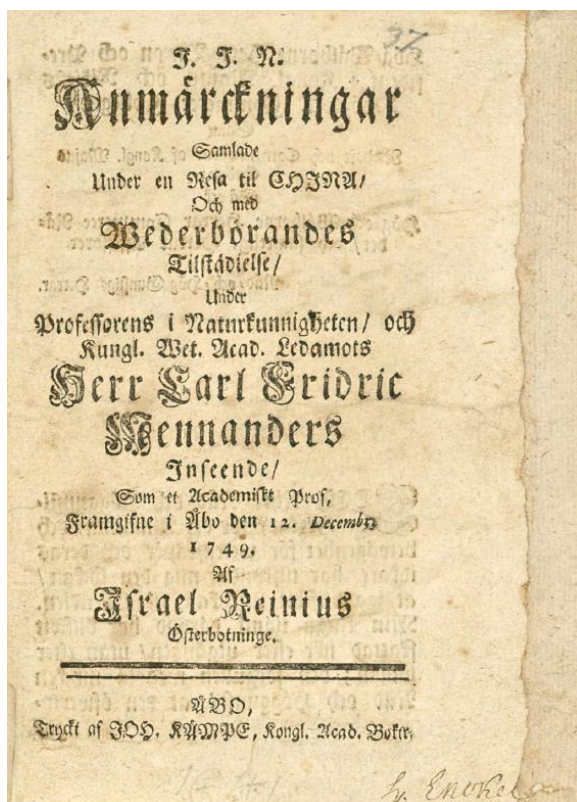 37
J. J. N.
Anmärckningar
Samlade
Under en Resa til CHINA/
Och med
Wederbörandes
Tilstädielse/
Under
Professorens i Naturkunnigheten/ och
Kungl. Wet. Acad. Ledamots
Herr Carl Fridric
Mennanders
Inseende/
Som et Academiskt Prof,
Framgifne i Åbo den 12. Decembr.
1749.
Af
Israel Reinius
Österbotninge.
ÅBO,
Tryckt af JOH. KÄMPE, Kongl. Acad. Boktr.